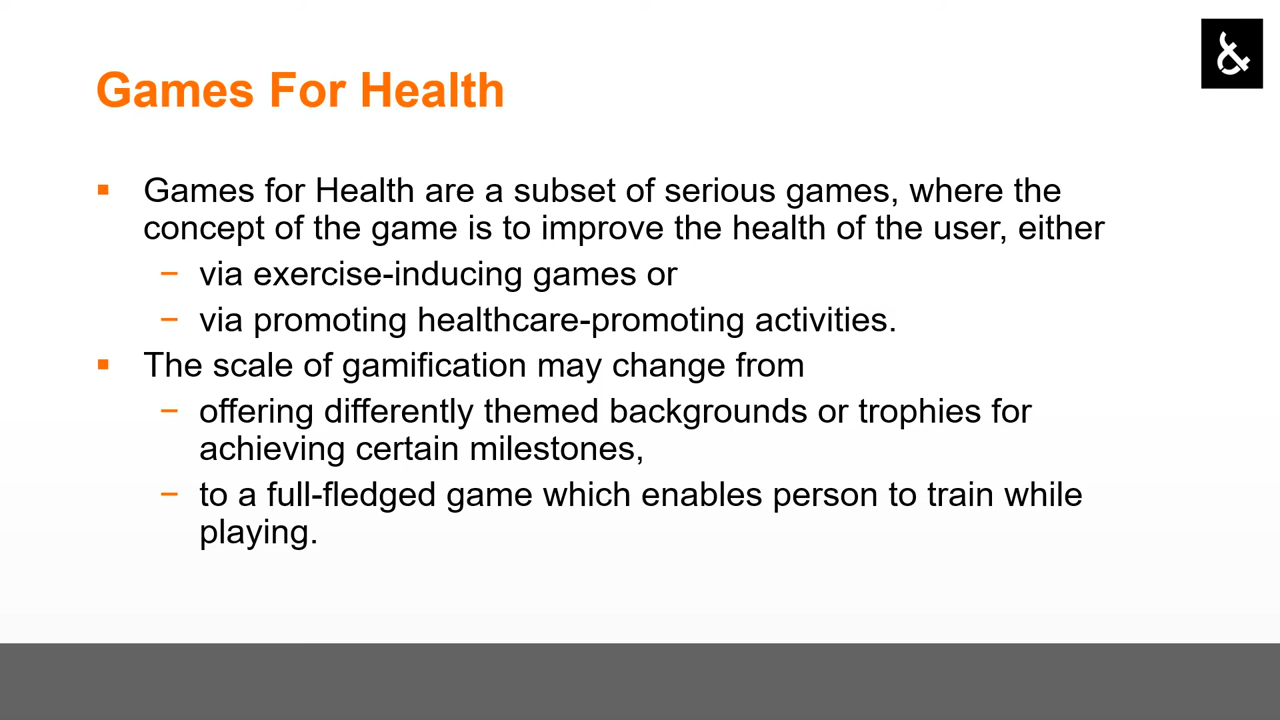 &
Games For Health
▪ Games for Health are a subset of serious games, where the
concept of the game is to improve the health of the user, either
− via exercise-inducing games or
− via promoting healthcare-promoting activities.
▪ The scale of gamification may change from
− offering differently themed backgrounds or trophies for
achieving certain milestones,
− to a full-fledged game which enables person to train while
playing.